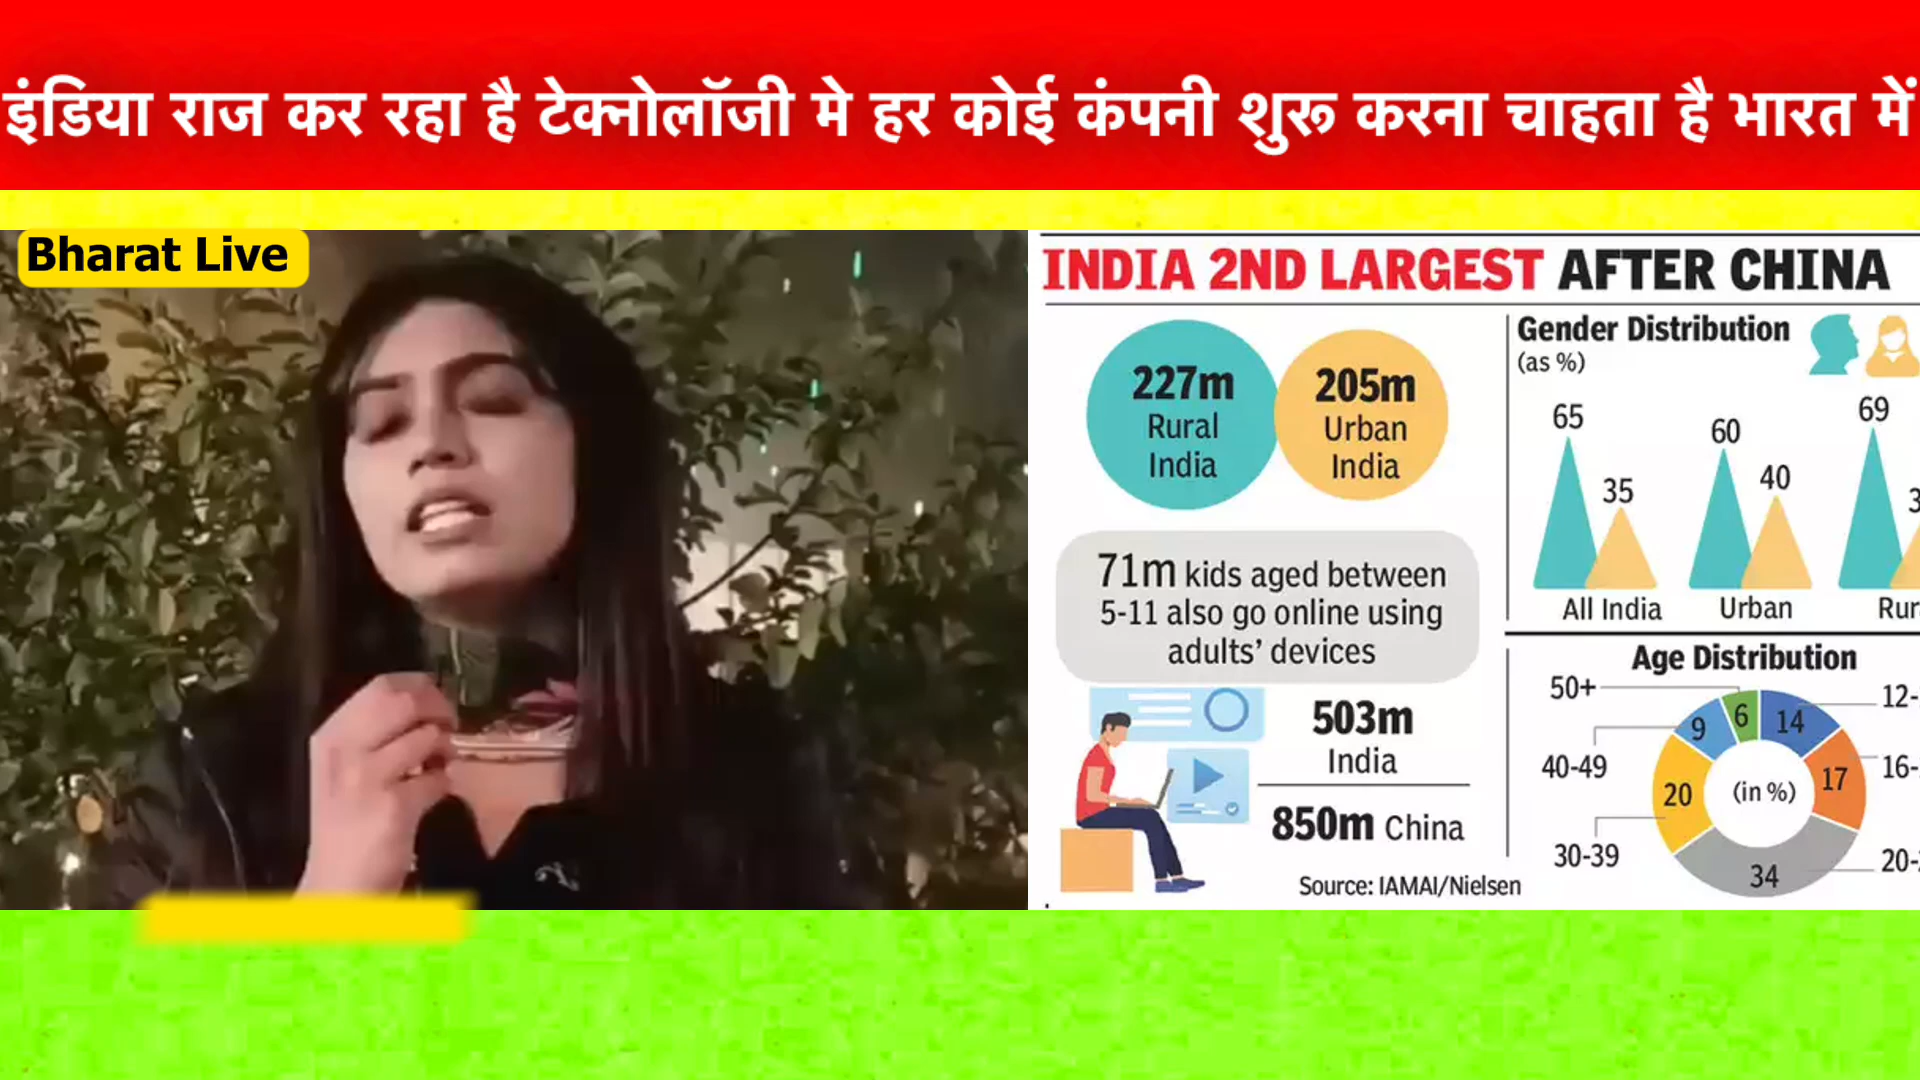 इंडिया राज कर रहा है टेक्नोलॉजी मे हर कोई कंपनी शुरू करना चाहता है भारत में
Bharat Live
INDIA 2ND LARGEST AFTER CHINA
227m
Rural
India
205m
Urban
India
71m kids aged between
5-11 also go online using
adults’ devices
503m
India
850m China
Source: IAMAI/Nielsen
Gender Distribution
(as %)
65
35
All India
60
40
Urban
69
Age Distribution
50+
40-49
30-39
9
6
14
17
20
34
(in %)